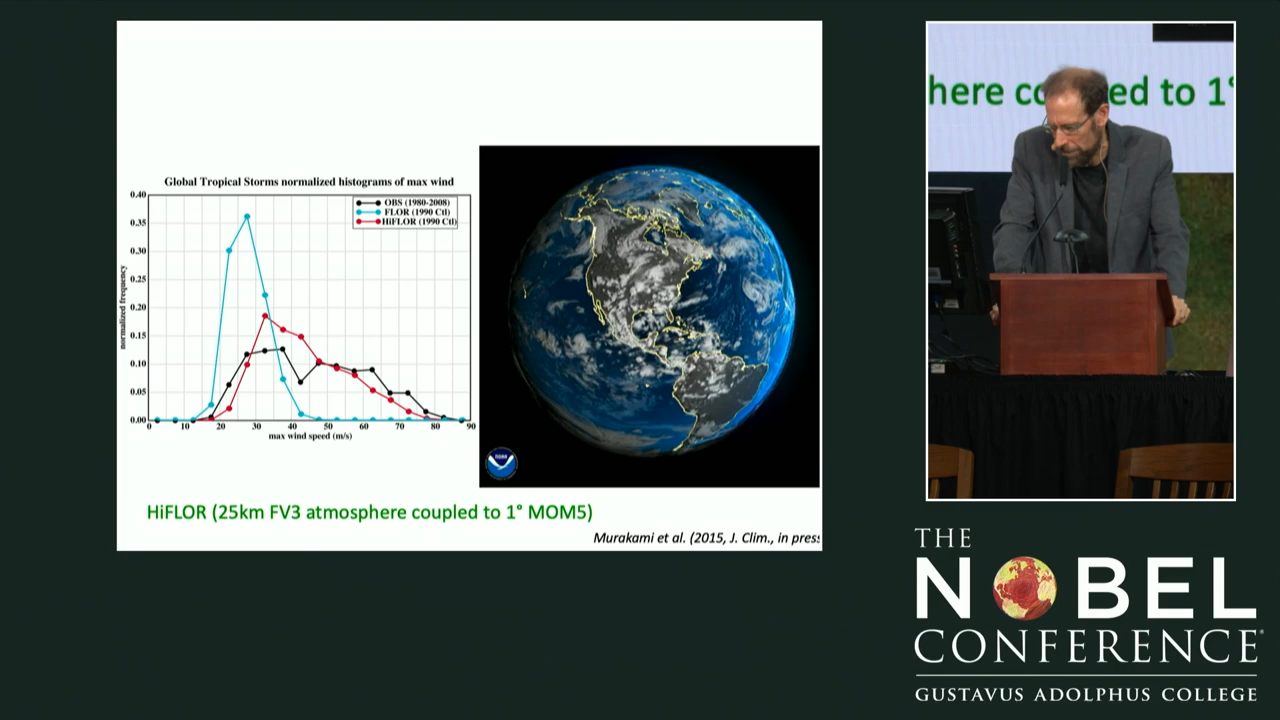 Global Tropical Storms normalized histograms of max wind
OBS (1980-2008)
FLOR (1990 Ctl)
HiFLOR (1990 Ctl)
normalized frequency
0.40
0.35
0.30
0.25
0.20
0.15
0.10
0.05
0.00
0 10 20 30 40 50 60 70 80 90
max wind speed (m/s)
NOAA
HiFLOR (25km FV3 atmosphere coupled to 1° MOM5)
Murakami et al. (2015, J. Clim., in press
here co ed to 1°
THE
NOBEL
CONFERENCE
GUSTAVUS ADOLPHUS COLLEGE